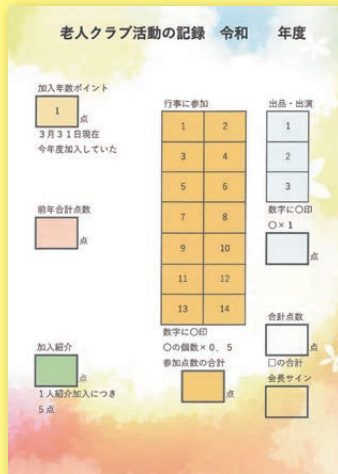 老人クラブ活動の記録 令和 年度
加入年数ポイント
1
点
3月31日現在
今年度加入していた
前年合計点数
点
加入紹介
点
1人紹介加入につき
5点
行事に参加
1 2
3 4
5 6
7 8
9 10
11 12
13 14
数字に○印
○の個数×0.5
参加点数の合計
点
出品・出演
1
2
3
数字に○印
○×1
点
合計点数
点
□の合計
会長サイン